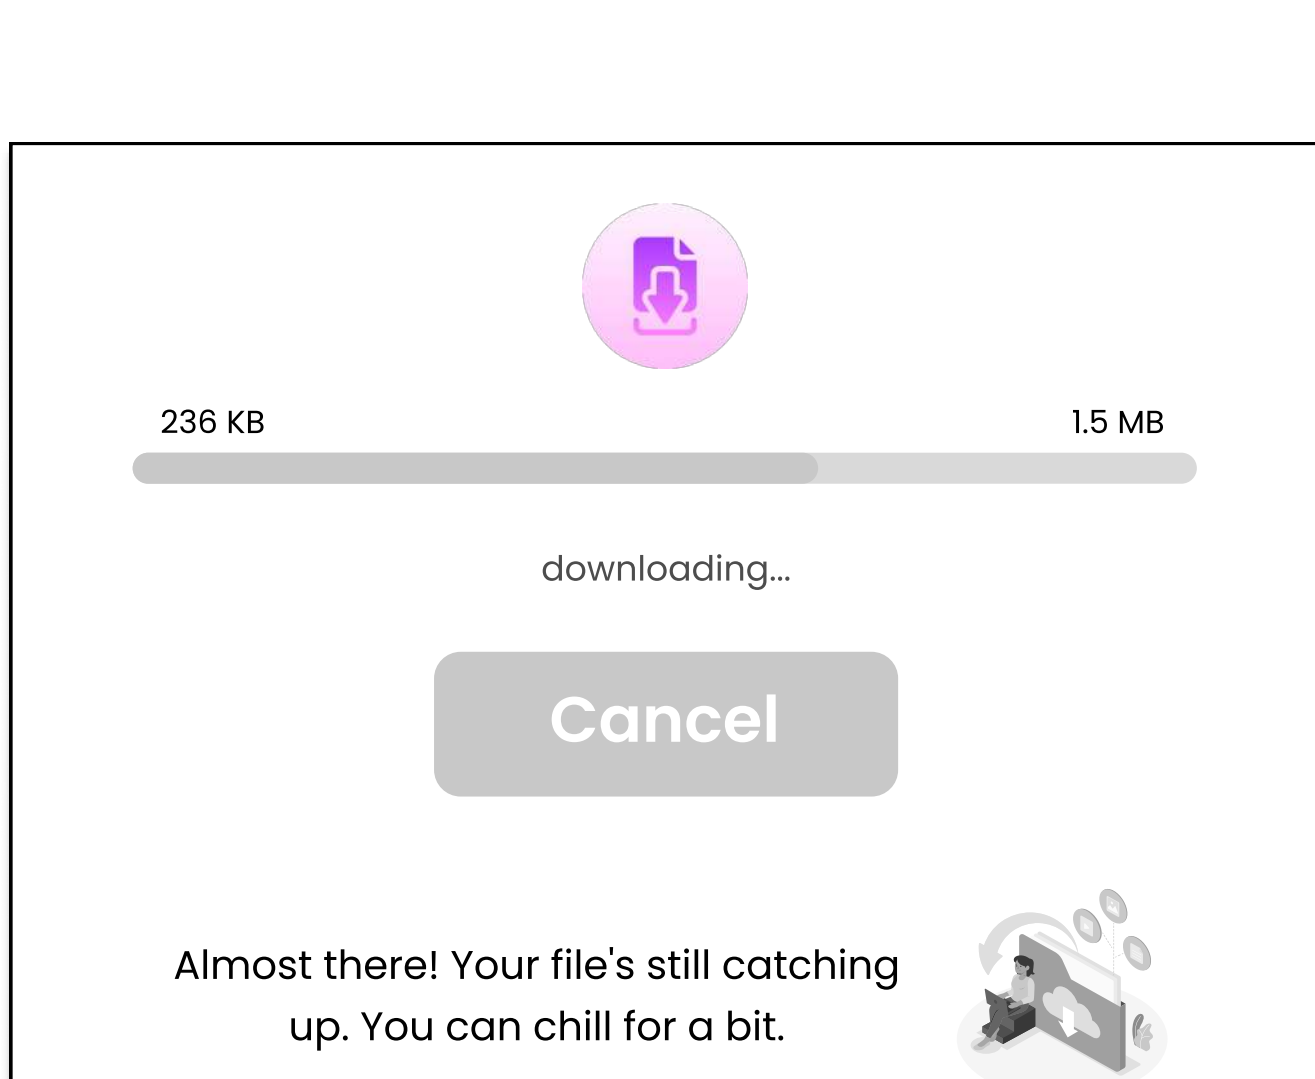 236 KB
1.5 MB
downloading...
Cancel
Almost there! Your file's still catching
up. You can chill for a bit.